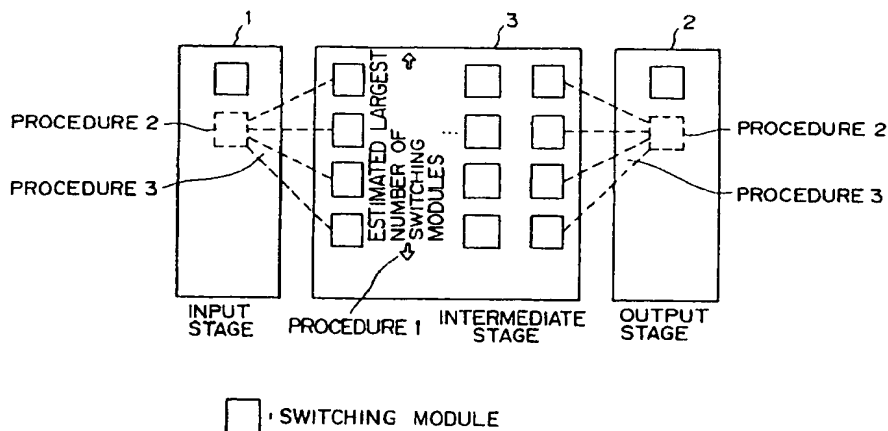 1
3
2
PROCEDURE 2
PROCEDURE 3
ESTIMATED LARGEST
NUMBER OF
SWITCHING
MODULES
...
PROCEDURE 2
PROCEDURE 3
INPUT
STAGE
PROCEDURE 1
INTERMEDIATE
STAGE
OUTPUT
STAGE
: SWITCHING MODULE